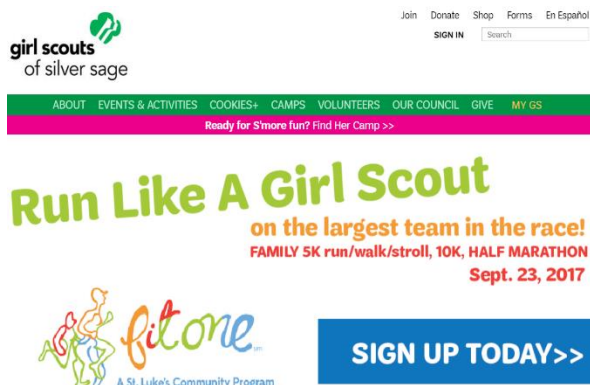 Join Donate Shop Forms En Español
SIGN IN Search
girl scouts
of silver sage
ABOUT EVENTS & ACTIVITIES COOKIES+ CAMPS VOLUNTEERS OUR COUNCIL GIVE MY GS
Ready for S'more fun? Find Her Camp >>
Run Like A Girl Scout
on the largest team in the race!
FAMILY 5K run/walk/stroll, 10K, HALF MARATHON
Sept. 23, 2017
fit one
SIGN UP TODAY>>
A St. Luke's Community Program